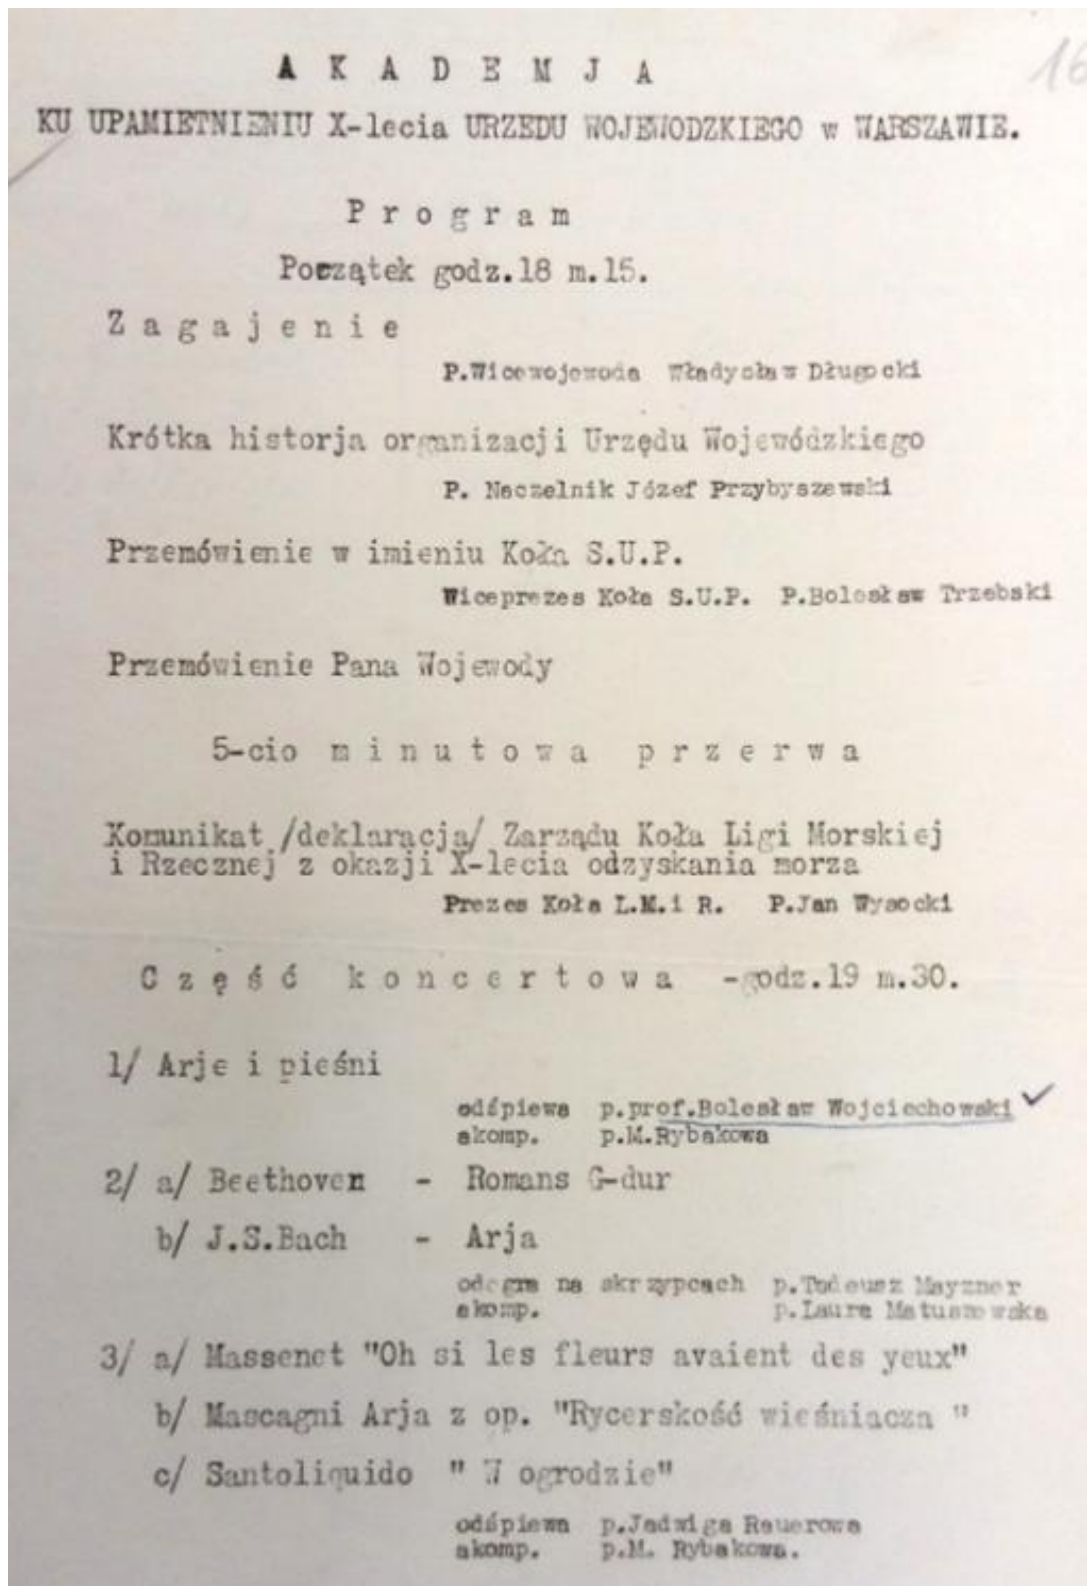 16
A K A D E M J A
KU UPAMIETNIENIU X-lecia URZEDU WOJEWODZKIEGO w WARSZAWIE.
P r o g r a m
Początek godz.18 m.15.
Z a g a j e n i e
P.Wicewojewoda Władysław Długocki
Krótka historja organizacji Urzędu Wojewódzkiego
P. Naczelnik Józef Przybyszewski
Przemówienie w imieniu Koła S.U.P.
Wiceprezes Koła S.U.P. P.Bolesław Trzebski
Przemówienie Pana Wojewody
5-cio m i n u t o w a p r z e r w a
Komunikat /deklaracja/ Zarządu Koła Ligi Morskiej
i Rzecznej z okazji X-lecia odzyskania morza
Prezes Koła L.M.i R. P.Jan Wysocki
C z ę ś ć k o n c e r t o w a -godz.19 m.30.
1/ Arje i pieśni
odśpiewa p.prof.Bolesław Wojciechowski
akomp. p.M.Rybakowa
2/ a/ Beethoven - Romans G-dur
b/ J.S.Bach - Arja
odegra na skrzypcach p.Tadeusz Mayzner
akomp. p.Laura Matuszewska
3/ a/ Massenet "Oh si les fleurs avaient des yeux"
b/ Mascagni Arja z op. "Rycerskość wieśniacza "
c/ Santoliquido " W ogrodzie"
odśpiewa p.Jadwiga Rauerowa
akomp. p.M. Rybakowa.